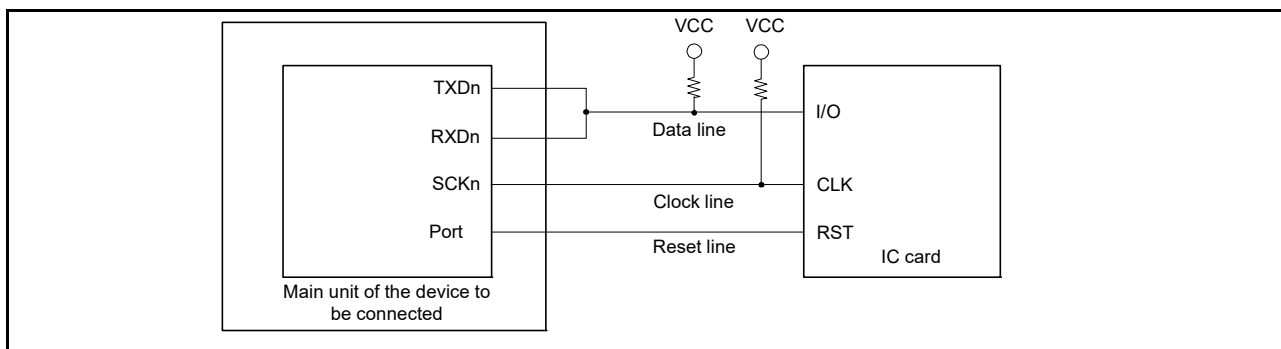 VCC VCC
TXDn
I/O
Data line
RXDn
SCKn
CLK
Clock line
Port
RST
Reset line
IC card
Main unit of the device to
be connected